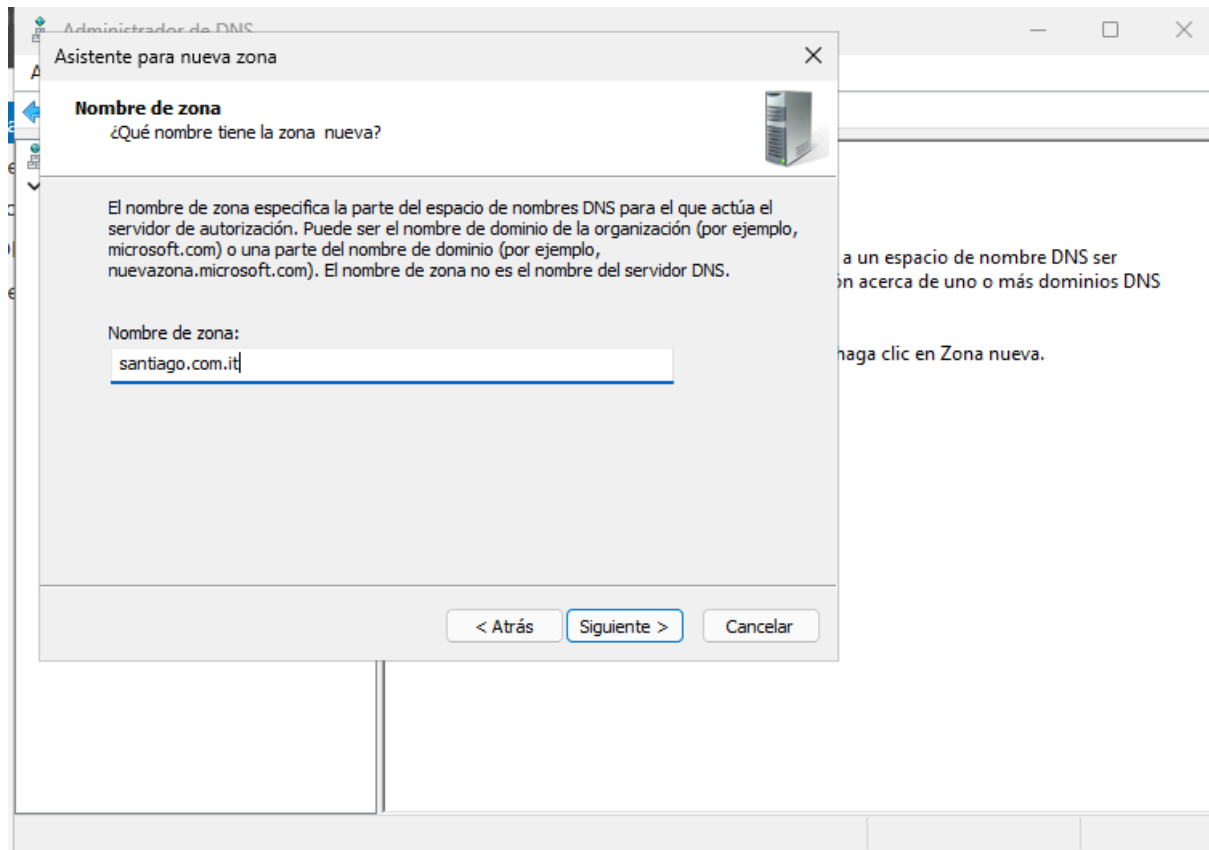 Administrador de DNS
Asistente para nueva zona
Nombre de zona
¿Qué nombre tiene la zona nueva?
El nombre de zona especifica la parte del espacio de nombres DNS para el que actúa el
servidor de autorización. Puede ser el nombre de dominio de la organización (por ejemplo,
microsoft.com) o una parte del nombre de dominio (por ejemplo,
nuevazona.microsoft.com). El nombre de zona no es el nombre del servidor DNS.
a un espacio de nombre DNS ser
ón acerca de uno o más dominios DNS
Nombre de zona:
haga clic en Zona nueva.
santiago.com.it
< Atrás
Siguiente >
Cancelar